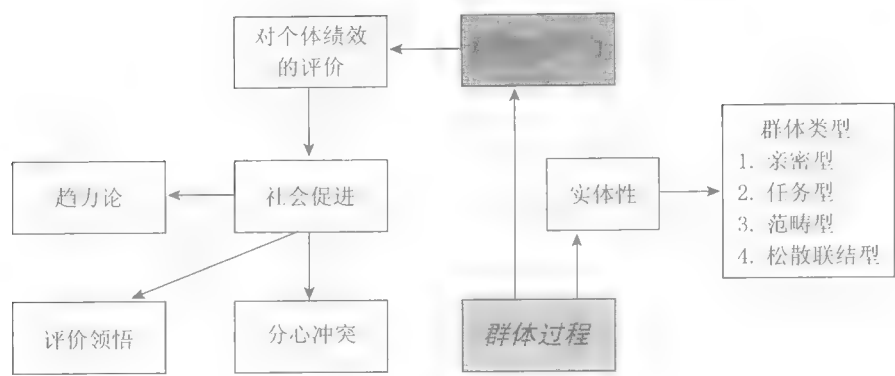 对个体绩效
的评价
群体类型
1. 亲密型
2. 任务型
3. 范畴型
4. 松散联结型
趋力论
社会促进
实体性
评价领悟
分心冲突
群体过程